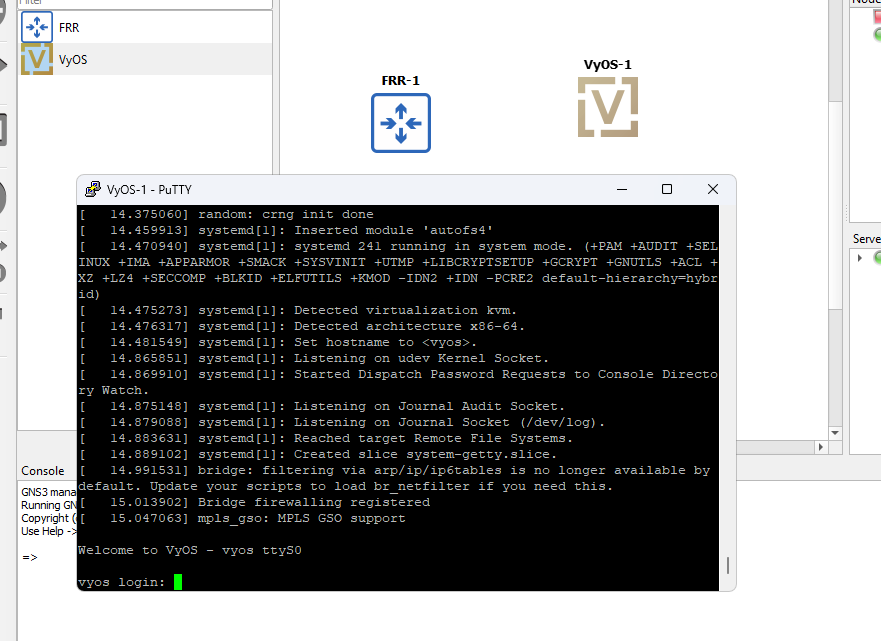 Filter
FRR
VyOS
FRR-1
VyOS-1
Node
VyOS-1 - PuTTY
[   14.375060] random: crng init done
[   14.459913] systemd[1]: Inserted module 'autofs4'
[   14.470940] systemd[1]: systemd 241 running in system mode. (+PAM +AUDIT +SEL
INUX +IMA +APPARMOR +SMACK +SYSVINIT +UTMP +LIBCRYPTSETUP +GCRYPT +GNUTLS +ACL +
XZ +LZ4 +SECCOMP +BLKID +ELFUTILS +KMOD -IDN2 +IDN -PCRE2 default-hierarchy=hybr
id)
[   14.475273] systemd[1]: Detected virtualization kvm.
[   14.476317] systemd[1]: Detected architecture x86-64.
[   14.481549] systemd[1]: Set hostname to <vyos>.
[   14.865851] systemd[1]: Listening on udev Kernel Socket.
[   14.869910] systemd[1]: Started Dispatch Password Requests to Console Directo
ry Watch.
[   14.875148] systemd[1]: Listening on Journal Audit Socket.
[   14.879088] systemd[1]: Listening on Journal Socket (/dev/log).
[   14.883631] systemd[1]: Reached target Remote File Systems.
[   14.889102] systemd[1]: Created slice system-getty.slice.
[   14.991531] bridge: filtering via arp/ip/ip6tables is no longer available by
default. Update your scripts to load br_netfilter if you need this.
[   15.013902] Bridge firewalling registered
[   15.047063] mpls_gso: MPLS GSO support
Welcome to VyOS - vyos ttyS0
vyos login:
Serve
Console
GNS3 mana
Running GN
Copyright (
Use Help ->
=>